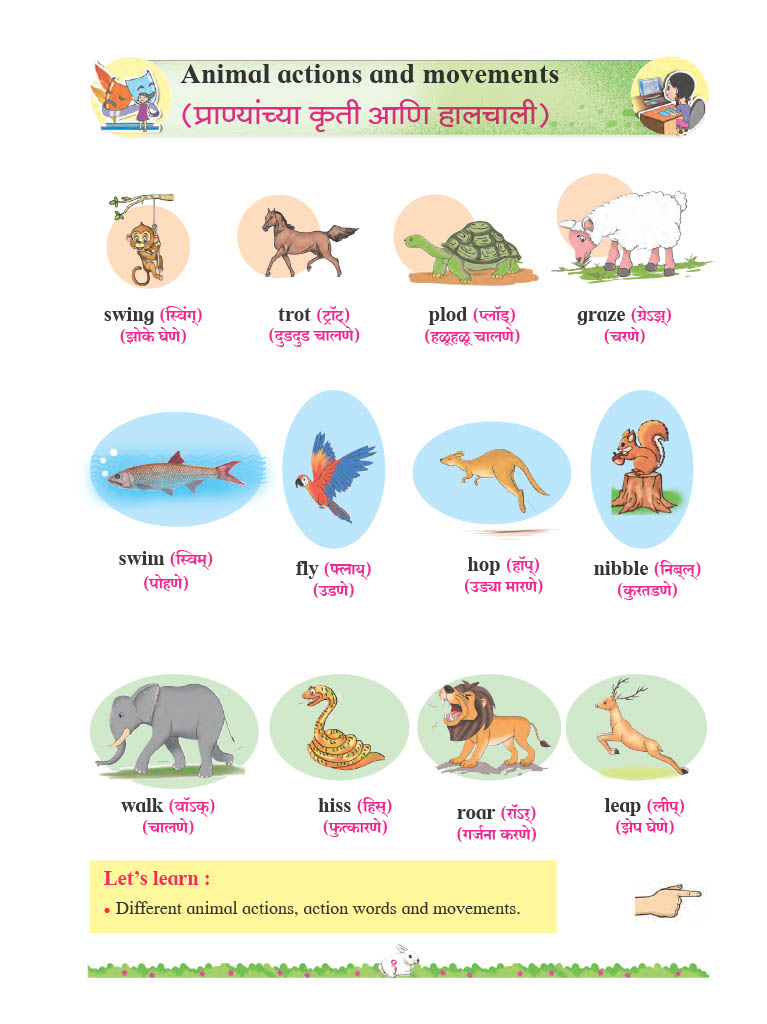 Animal actions and movements
(प्राण्यांच्या कृती आणि हालचाली)
swing (स्विंग्)
(झोके घेणे)
trot (ट्रॉट्)
(दुडदुड चालणे)
plod (प्लॉड्)
(हळूहळू चालणे)
graze (ग्रेऽझ्)
(चरणे)
swim (स्विम्)
(पोहणे)
fly (फ्लाय्)
(उडणे)
hop (हॉप्)
(उड्या मारणे)
nibble (निब्ल्)
(कुरतडणे)
walk (वॉऽक्)
(चालणे)
hiss (हिस्)
(फुत्कारणे)
roar (रॉऽर्)
(गर्जना करणे)
leap (लीप्)
(झेप घेणे)
Let’s learn :
• Different animal actions, action words and movements.
१